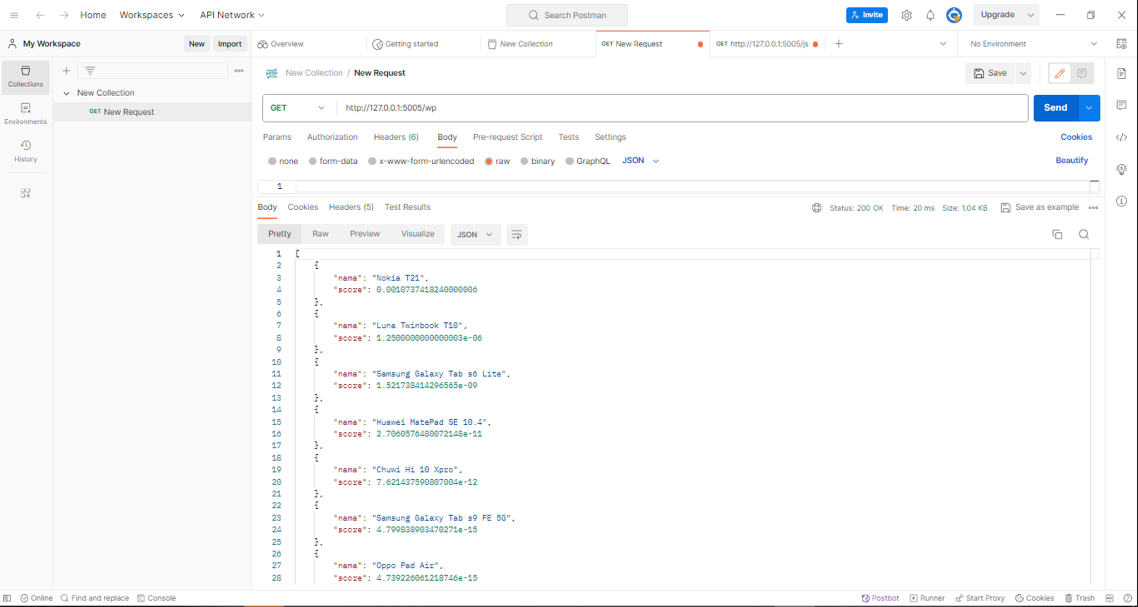 Home Workspaces API Network Search Postman Invite Upgrade
My Workspace New Import Overview Getting started New Collection GET New Request GET http://127.0.0.1:5005/js No Environment
Collections
Environments
History
New Collection
GET New Request
New Collection / New Request Save
GET http://127.0.0.1:5005/wp Send
Params Authorization Headers (6) Body Pre-request Script Tests Settings Cookies
none form-data x-www-form-urlencoded raw binary GraphQL JSON Beautify
1
Body Cookies Headers (5) Test Results Status: 200 OK Time: 20 ms Size: 1.04 KB Save as example
Pretty Raw Preview Visualize JSON
1 [
2 {
3 "nama": "Nokia T21",
4 "score": 0.0010737418240000006
5 },
6 {
7 "nama": "Luna Twinbook T10",
8 "score": 1.2500000000000003e-06
9 },
10 {
11 "nama": "Samsung Galaxy Tab s6 Lite",
12 "score": 1.521738414296565e-09
13 },
14 {
15 "nama": "Huawei MatePad SE 10.4",
16 "score": 2.7060576480072148e-11
17 },
18 {
19 "nama": "Chuwi Hi 10 Xpro",
20 "score": 7.621437590807004e-12
21 },
22 {
23 "nama": "Samsung Galaxy Tab s9 FE 5G",
24 "score": 4.799838903470271e-15
25 },
26 {
27 "nama": "Oppo Pad Air",
28 "score": 4.739226061218746e-15
Online Find and replace Console Postbot Runner Start Proxy Cookies Trash